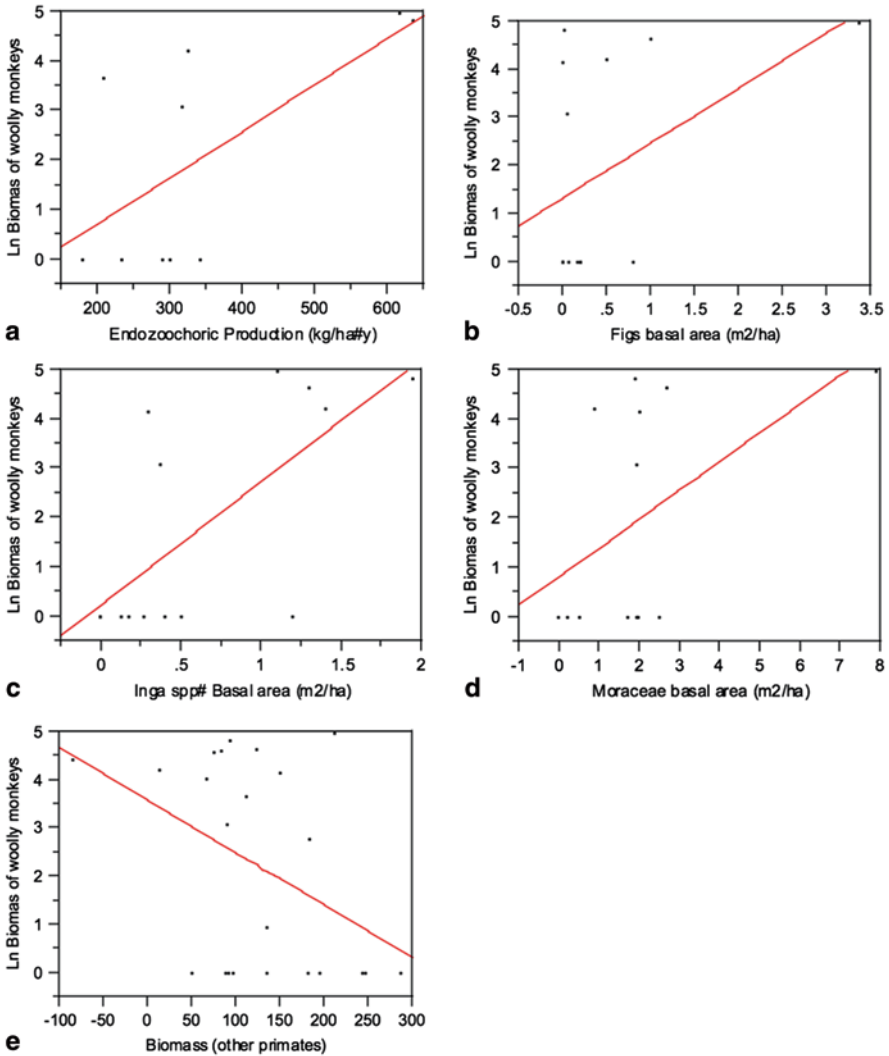 5
4
3
2
1
0
Ln Biomas of woolly monkeys
200 300 400 500 600
a
Endozoochoric Production (kg/ha#y)
5
4
3
2
1
0
Ln Biomas of woolly monkeys
-0.5 0 .5 1 1.5 2 2.5 3 3.5
b
Figs basal area (m2/ha)
5
4
3
2
1
0
Ln Biomas of woolly monkeys
0 .5 1 1.5 2
c
Inga spp# Basal area (m2/ha)
5
4
3
2
1
0
Ln Biomas of woolly monkeys
-1 0 1 2 3 4 5 6 7 8
d
Moraceae basal area (m2/ha)
5
4
3
2
1
0
Ln Biomas of woolly monkeys
-100 -50 0 50 100 150 200 250 300
e
Biomass (other primates)